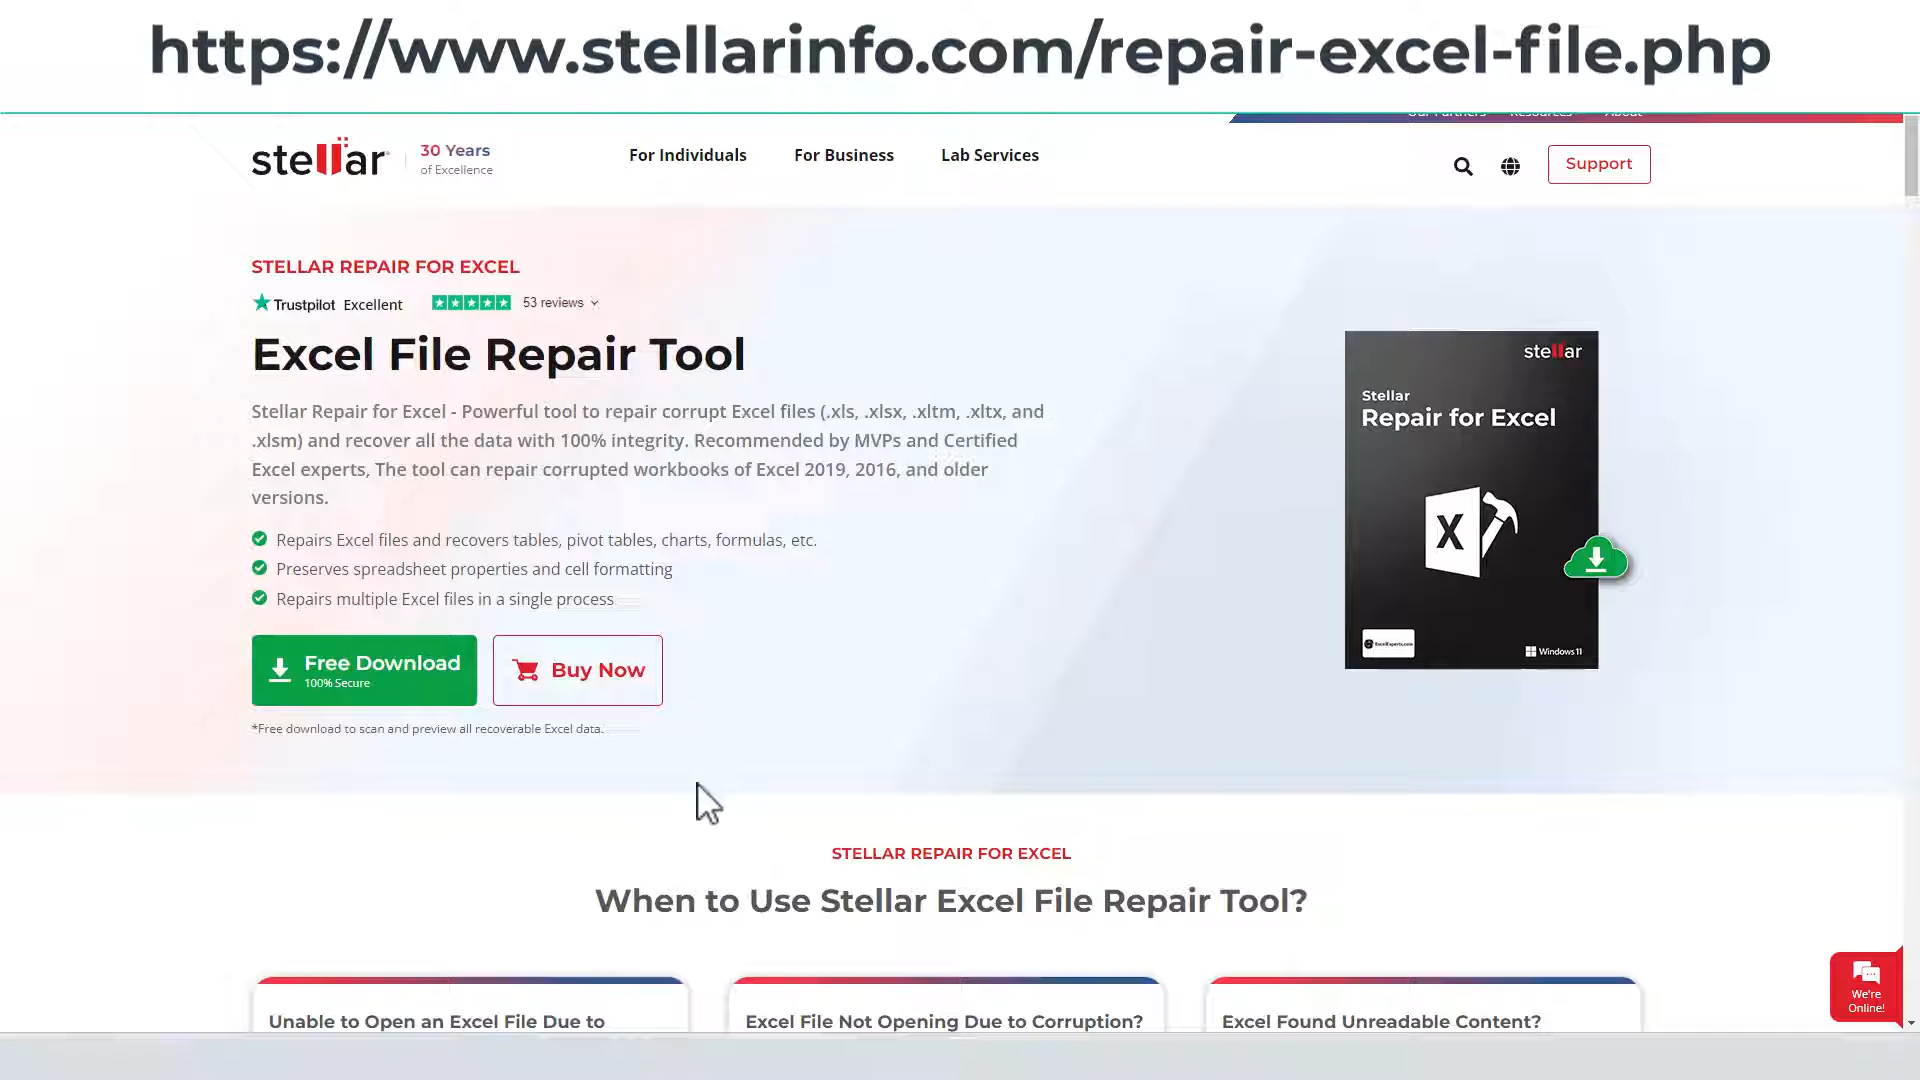 https://www.stellarinfo.com/repair-excel-file.php
Our Partners Resources About
stellar
30 Years
of Excellence
For Individuals
For Business
Lab Services
Support
STELLAR REPAIR FOR EXCEL
Trustpilot Excellent 53 reviews
Excel File Repair Tool
Stellar Repair for Excel - Powerful tool to repair corrupt Excel files (.xls, .xlsx, .xltm, .xltx, and
.xlsm) and recover all the data with 100% integrity. Recommended by MVPs and Certified
Excel experts, The tool can repair corrupted workbooks of Excel 2019, 2016, and older
versions.
Repairs Excel files and recovers tables, pivot tables, charts, formulas, etc.
Preserves spreadsheet properties and cell formatting
Repairs multiple Excel files in a single process
Free Download
100% Secure
Buy Now
*Free download to scan and preview all recoverable Excel data.
stellar
Stellar
Repair for Excel
X
ExcelExperts.com
Windows 11
STELLAR REPAIR FOR EXCEL
When to Use Stellar Excel File Repair Tool?
Unable to Open an Excel File Due to
Excel File Not Opening Due to Corruption?
Excel Found Unreadable Content?
We're
Online!